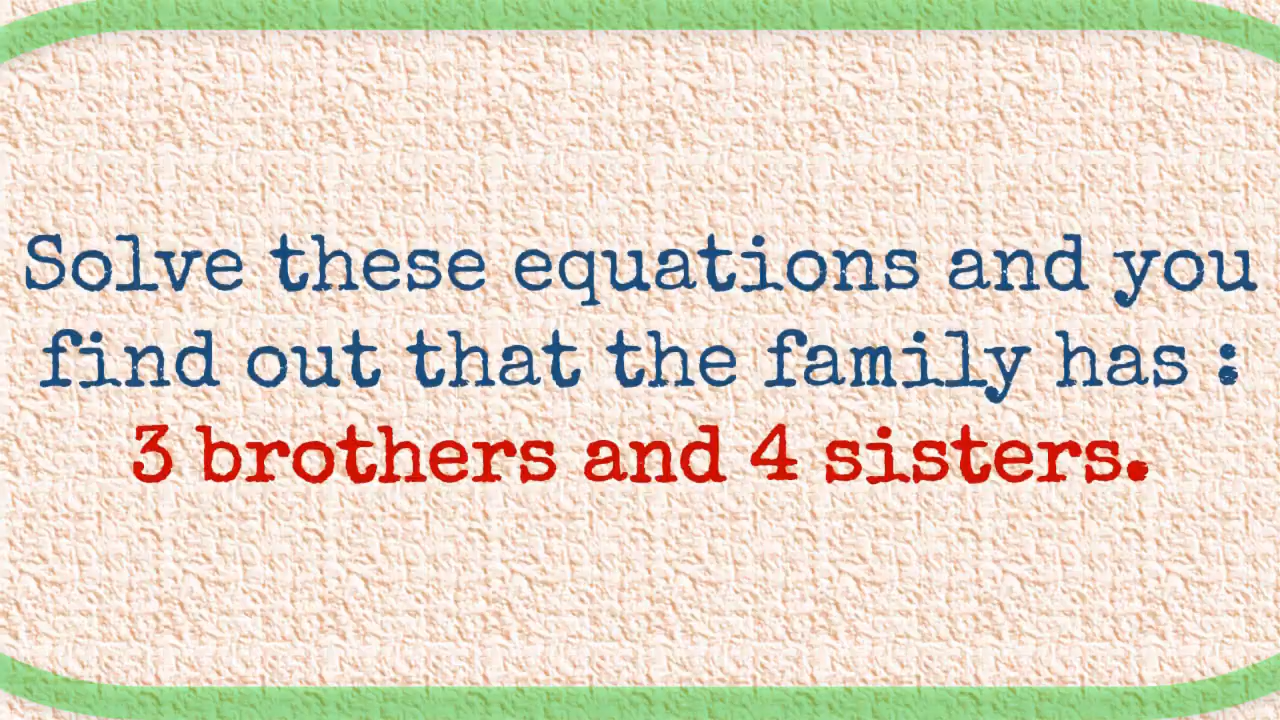 Solve these equations and you
find out that the family has :
3 brothers and 4 sisters.